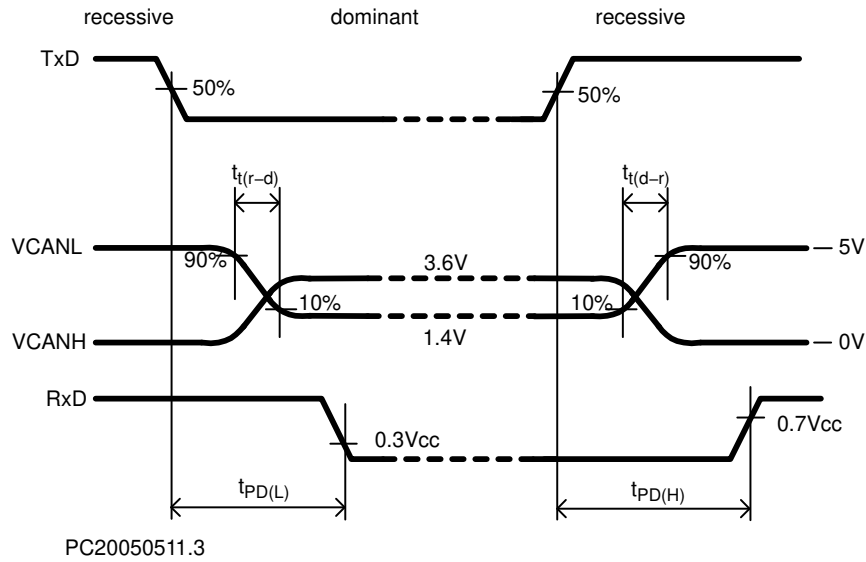 recessive dominant recessive
TxD
50% 50%
tt(r–d) tt(d–r)
VCANL 5V
90% 3.6V 90%
10% 10%
1.4V
VCANH 0V
RxD
0.3Vcc 0.7Vcc
tPD(L) tPD(H)
PC20050511.3